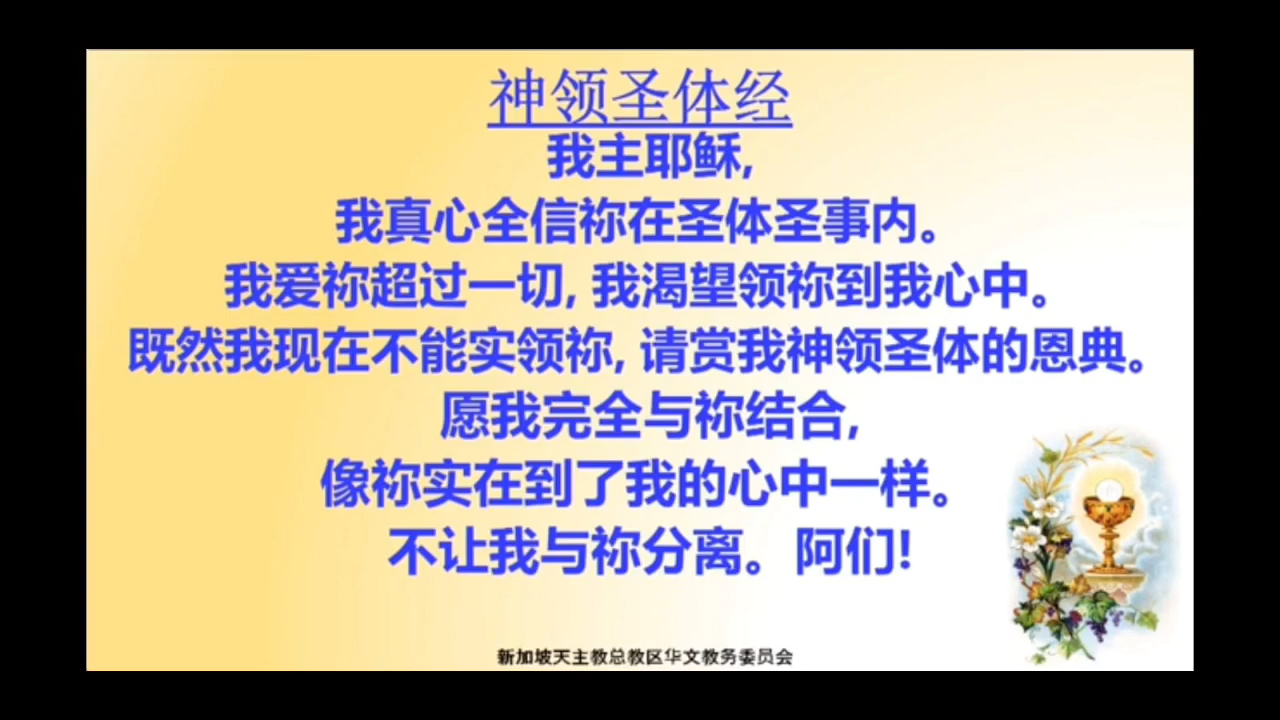 神领圣体经
我主耶稣,
我真心全信祢在圣体圣事内。
我爱祢超过一切, 我渴望领祢到我心中。
既然我现在不能实领祢, 请赏我神领圣体的恩典。
愿我完全与祢结合,
像祢实在到了我的心中一样。
不让我与祢分离。阿们!
新加坡天主教总教区华文教务委员会